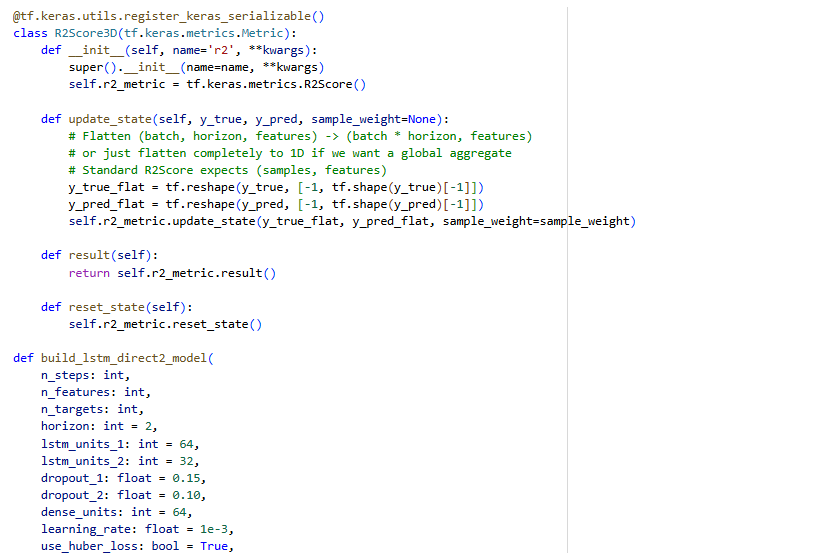 @tf.keras.utils.register_keras_serializable()
class R2Score3D(tf.keras.metrics.Metric):
    def __init__(self, name='r2', **kwargs):
        super().__init__(name=name, **kwargs)
        self.r2_metric = tf.keras.metrics.R2Score()

    def update_state(self, y_true, y_pred, sample_weight=None):
        # Flatten (batch, horizon, features) -> (batch * horizon, features)
        # or just flatten completely to 1D if we want a global aggregate
        # Standard R2Score expects (samples, features)
        y_true_flat = tf.reshape(y_true, [-1, tf.shape(y_true)[-1]])
        y_pred_flat = tf.reshape(y_pred, [-1, tf.shape(y_pred)[-1]])
        self.r2_metric.update_state(y_true_flat, y_pred_flat, sample_weight=sample_weight)

    def result(self):
        return self.r2_metric.result()

    def reset_state(self):
        self.r2_metric.reset_state()

def build_lstm_direct2_model(
    n_steps: int,
    n_features: int,
    n_targets: int,
    horizon: int = 2,
    lstm_units_1: int = 64,
    lstm_units_2: int = 32,
    dropout_1: float = 0.15,
    dropout_2: float = 0.10,
    dense_units: int = 64,
    learning_rate: float = 1e-3,
    use_huber_loss: bool = True,